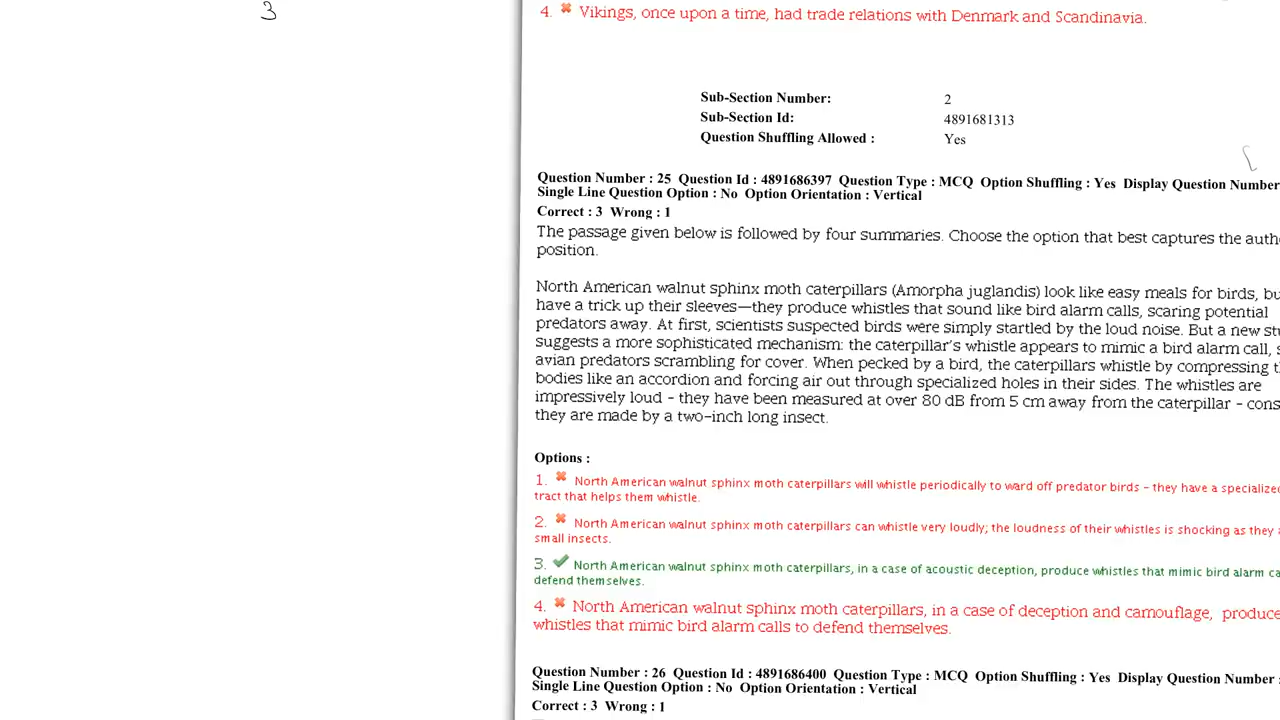 3
4. Vikings, once upon a time, had trade relations with Denmark and Scandinavia.
Sub-Section Number: 2
Sub-Section Id: 4891681313
Question Shuffling Allowed : Yes
Question Number : 25 Question Id : 4891686397 Question Type : MCQ Option Shuffling : Yes Display Question Number
Single Line Question Option : No Option Orientation : Vertical
Correct : 3 Wrong : 1
The passage given below is followed by four summaries. Choose the option that best captures the
position.
North American walnut sphinx moth caterpillars (Amorpha juglandis) look like easy meals for birds,
have a trick up their sleeves—they produce whistles that sound like bird alarm calls, scaring potential
predators away. At first, scientists suspected birds were simply startled by the loud noise. But a new
suggests a more sophisticated mechanism: the caterpillar's whistle appears to mimic a bird alarm call,
avian predators scrambling for cover. When pecked by a bird, the caterpillars whistle by compressing
bodies like an accordion and forcing air out through specialized holes in their sides. The whistles are
impressively loud – they have been measured at over 80 dB from 5 cm away from the caterpillar –
they are made by a two-inch long insect.
Options :
1. North American walnut sphinx moth caterpillars will whistle periodically to ward off predator birds – they have a specialized
tract that helps them whistle.
2. North American walnut sphinx moth caterpillars can whistle very loudly; the loudness of their whistles is shocking as they
small insects.
3. North American walnut sphinx moth caterpillars, in a case of acoustic deception, produce whistles that mimic bird alarm
defend themselves.
4. North American walnut sphinx moth caterpillars, in a case of deception and camouflage, produce
whistles that mimic bird alarm calls to defend themselves.
Question Number : 26 Question Id : 4891686400 Question Type : MCQ Option Shuffling : Yes Display Question Number
Single Line Question Option : No Option Orientation : Vertical
Correct : 3 Wrong : 1